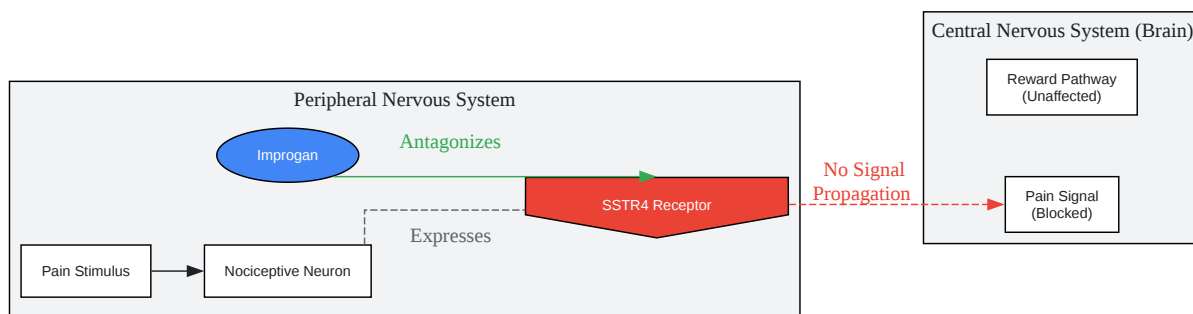 Central Nervous System (Brain)
Reward Pathway
(Unaffected)
Peripheral Nervous System
Improgan
Antagonizes
No Signal
Propagation
SSTR4 Receptor
Pain Signal
(Blocked)
Expresses
Pain Stimulus
Nociceptive Neuron